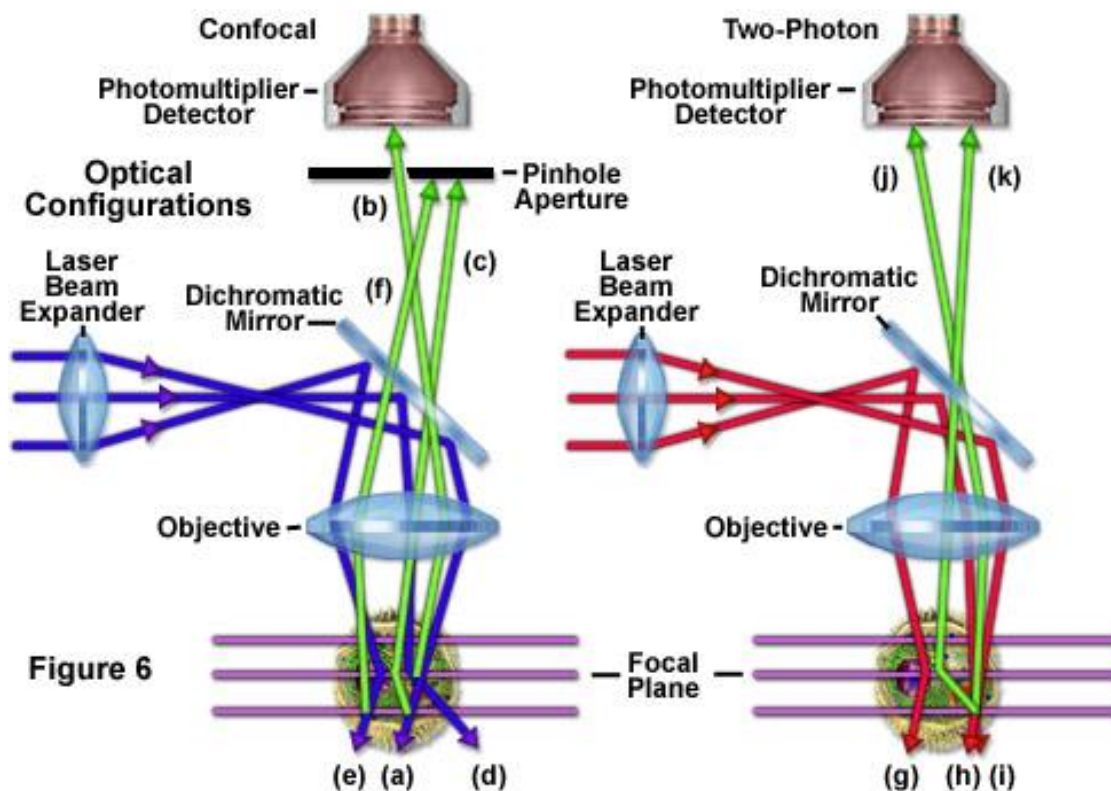 Confocal
Photomultiplier
Detector
Optical
Configurations
Pinhole
Aperture
(b)
(c)
(f)
Laser
Beam
Expander
Dichromatic
Mirror
Objective
Figure 6
(e) (a) (d)
Focal
Plane
Two-Photon
Photomultiplier
Detector
(j) (k)
Laser
Beam
Expander
Dichromatic
Mirror
Objective
(g) (h) (i)